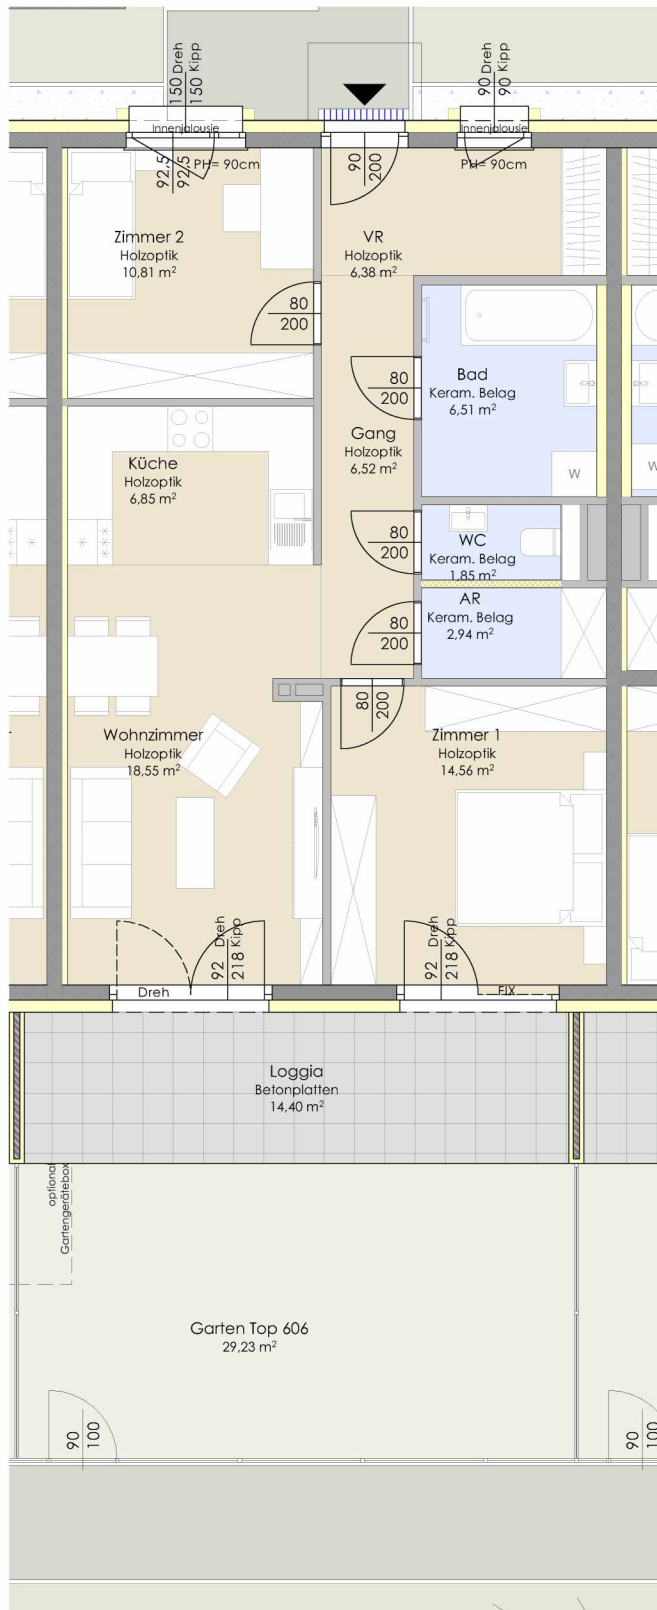 150 Dreh
150 Kipp
90 Dreh
90 Kipp
Innenjalousie
Innenjalousie
92,5
92,5
PH= 90cm
90
200
PH= 90cm
Zimmer 2
Holzoptik
10,81 m²
VR
Holzoptik
6,38 m²
80
200
80
200
Bad
Keram. Belag
6,51 m²
Gang
Holzoptik
6,52 m²
Küche
Holzoptik
6,85 m²
W
W
80
200
WC
Keram. Belag
1,85 m²
AR
Keram. Belag
2,94 m²
80
200
80
200
Wohnzimmer
Holzoptik
18,55 m²
Zimmer 1
Holzoptik
14,56 m²
92 Dreh
218 Kipp
92 Dreh
218 Kipp
Dreh
FIX
Loggia
Betonplatten
14,40 m²
optional
Gartengerätebox
Garten Top 606
29,23 m²
90
100
90
100